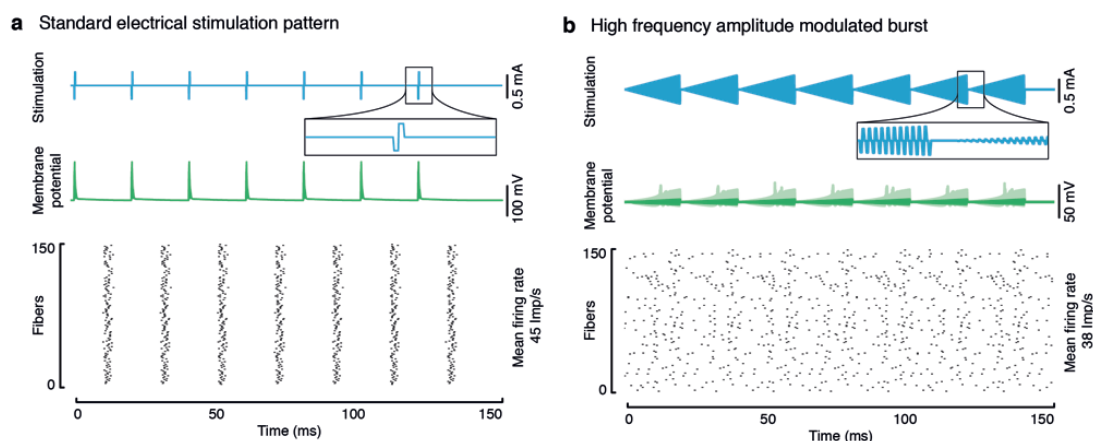 a Standard electrical stimulation pattern
Stimulation
0.5 mA
Membrane
potential
100 mV
150
Fibers
0
Mean firing rate
45 Imp/s
0 50 100 150
Time (ms)
b High frequency amplitude modulated burst
Stimulation
0.5 mA
Membrane
potential
50 mV
150
Fibers
0
Mean firing rate
38 Imp/s
0 50 100 150
Time (ms)